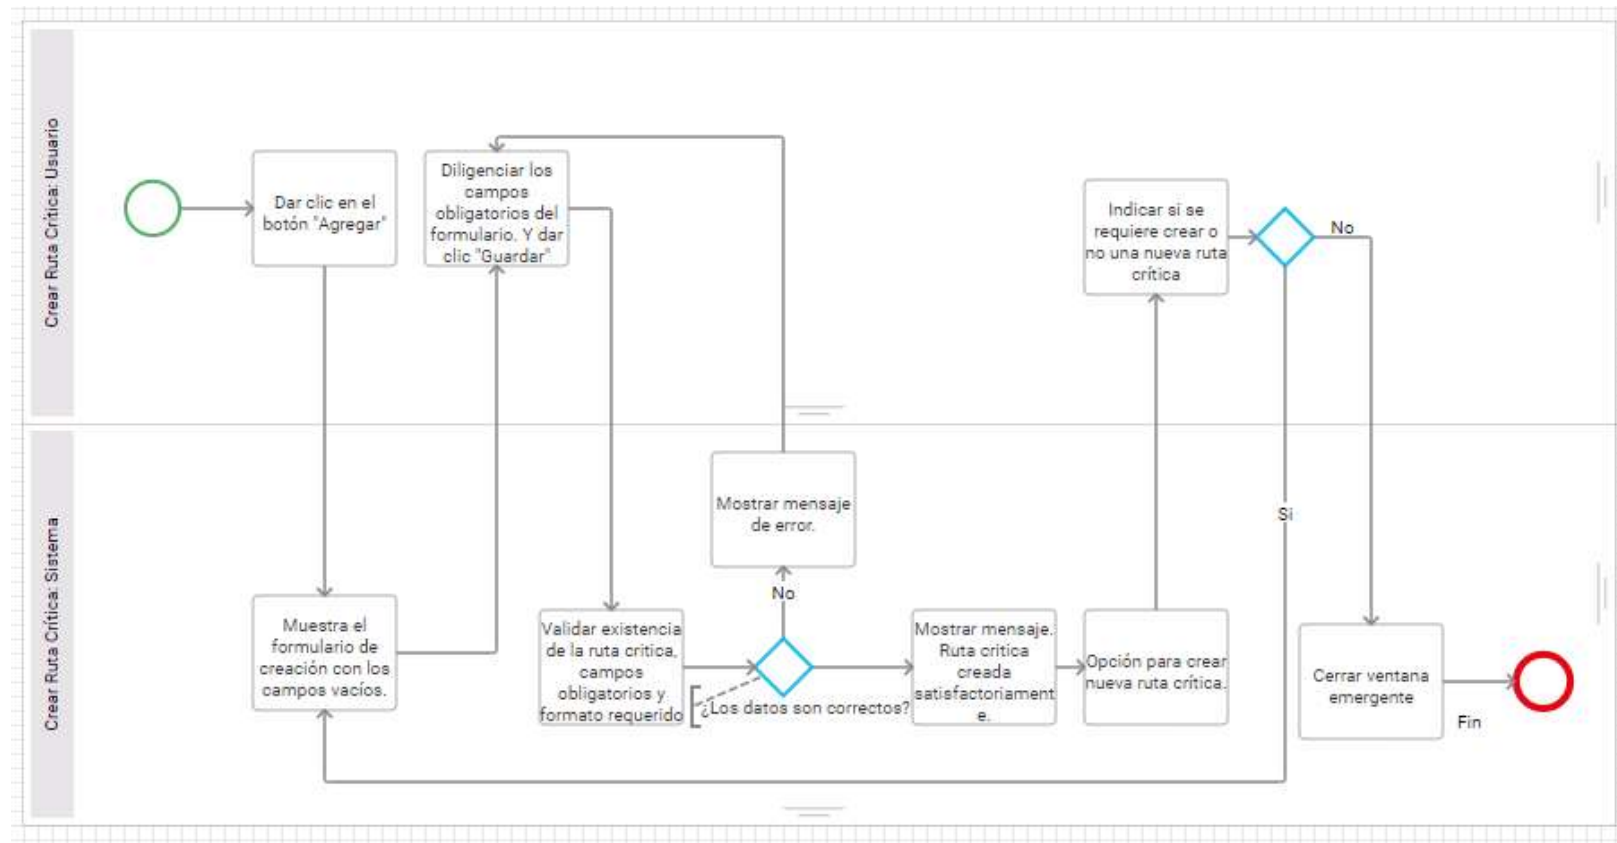 Crear Ruta Crítica: Usuario
Dar clic en el
botón "Agregar"
Diligenciar los
campos
obligatorios del
formulario. Y dar
clic "Guardar"
Indicar si se
requiere crear o
no una nueva ruta
crítica
No
Crear Ruta Crítica: Sistema
Mostrar mensaje
de error.
Si
No
Muestra el
formulario de
creación con los
campos vacíos.
Validar existencia
de la ruta critica,
campos
obligatorios y
formato requerido
¿Los datos son correctos?
Mostrar mensaje.
Ruta critica
creada
satisfactoriament
e.
Opción para crear
nueva ruta crítica.
Cerrar ventana
emergente
Fin